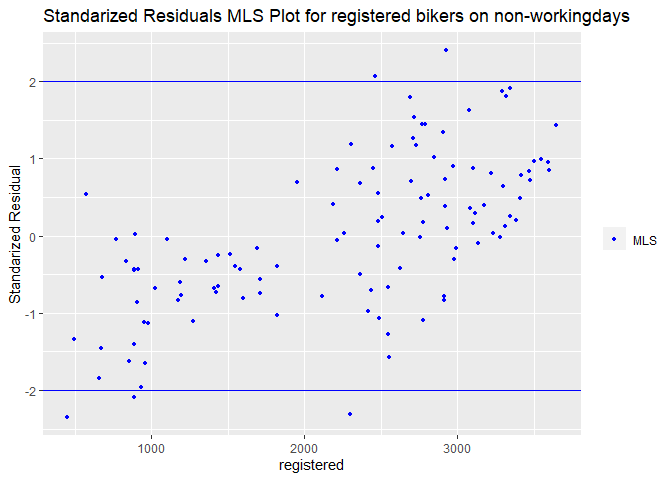 Standarized Residuals MLS Plot for registered bikers on non-workingdays
Standarized Residual
2
1
0
-1
-2
1000 2000 3000
registered
MLS